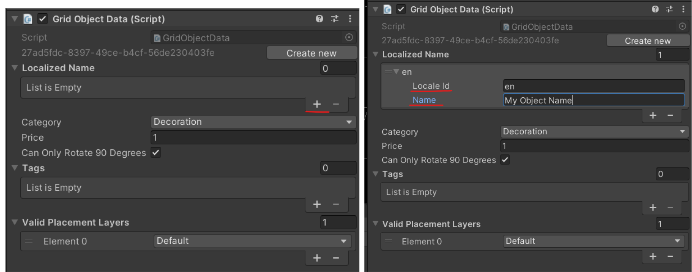 Grid Object Data (Script)
Script
GridObjectData
27ad5fdc-8397-49ce-b4cf-56de230403fe
Create new
Localized Name
0
List is Empty
+ −
Category
Decoration
Price
1
Can Only Rotate 90 Degrees
Tags
0
List is Empty
+ −
Valid Placement Layers
1
Element 0
Default
+ −
Grid Object Data (Script)
Script
GridObjectData
27ad5fdc-8397-49ce-b4cf-56de230403fe
Create new
Localized Name
1
en
Locale Id
en
Name
My Object Name
+ −
Category
Decoration
Price
1
Can Only Rotate 90 Degrees
Tags
0
List is Empty
+ −
Valid Placement Layers
1
Element 0
Default
+ −